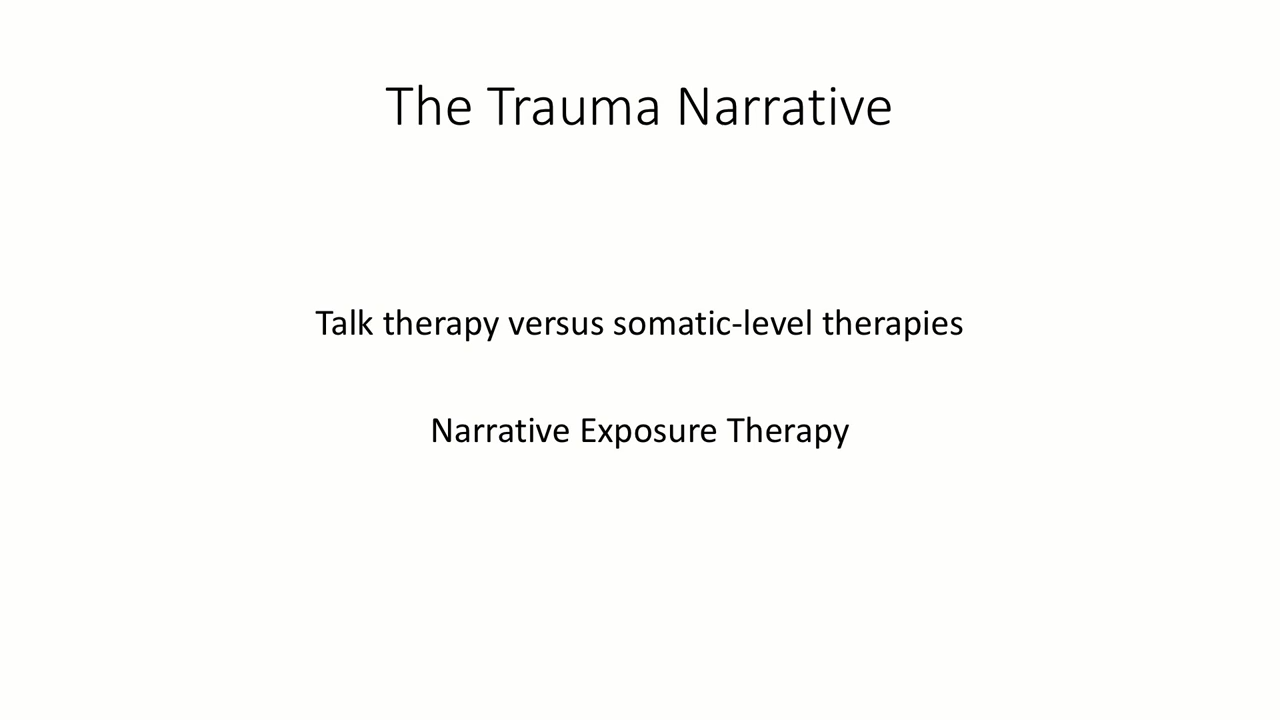 The Trauma Narrative
Talk therapy versus somatic-level therapies
Narrative Exposure Therapy